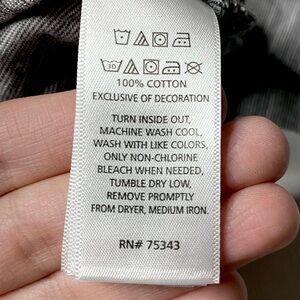 30
100% COTTON
EXCLUSIVE OF DECORATION
TURN INSIDE OUT,
MACHINE WASH COOL,
WASH WITH LIKE COLORS,
ONLY NON-CHLORINE
BLEACH WHEN NEEDED,
TUMBLE DRY LOW,
REMOVE PROMPTLY
FROM DRYER, MEDIUM IRON.
RN# 75343